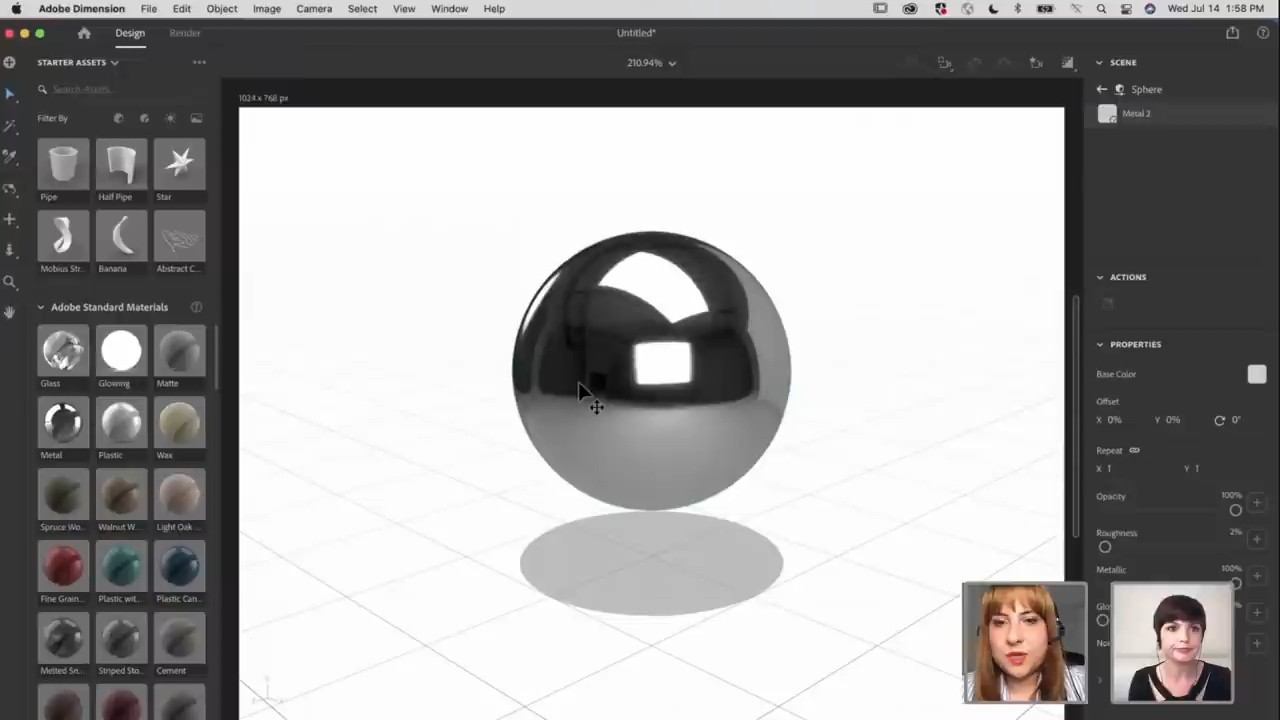 Adobe Dimension File Edit Object Image Camera Select View Window Help Wed Jul 14 1:58 PM
Design Render Untitled*
STARTER ASSETS
210.94%
SCENE
Search Assets...
Sphere
1024 x 768 px
Metal 2
Filter By
Pipe Half Pipe Star
Mobius Str... Banana Abstract C...
ACTIONS
Adobe Standard Materials
PROPERTIES
Glass Glowing Matte
Base Color
Offset
X 0% Y 0% 0°
Metal Plastic Wax
Repeat
X 1 Y 1
Opacity 100%
Spruce Wo... Walnut W... Light Oak ...
Roughness 2%
Metallic 100%
Fine Grain... Plastic wit... Plastic Can...
Melted Sn... Striped Sto... Cement